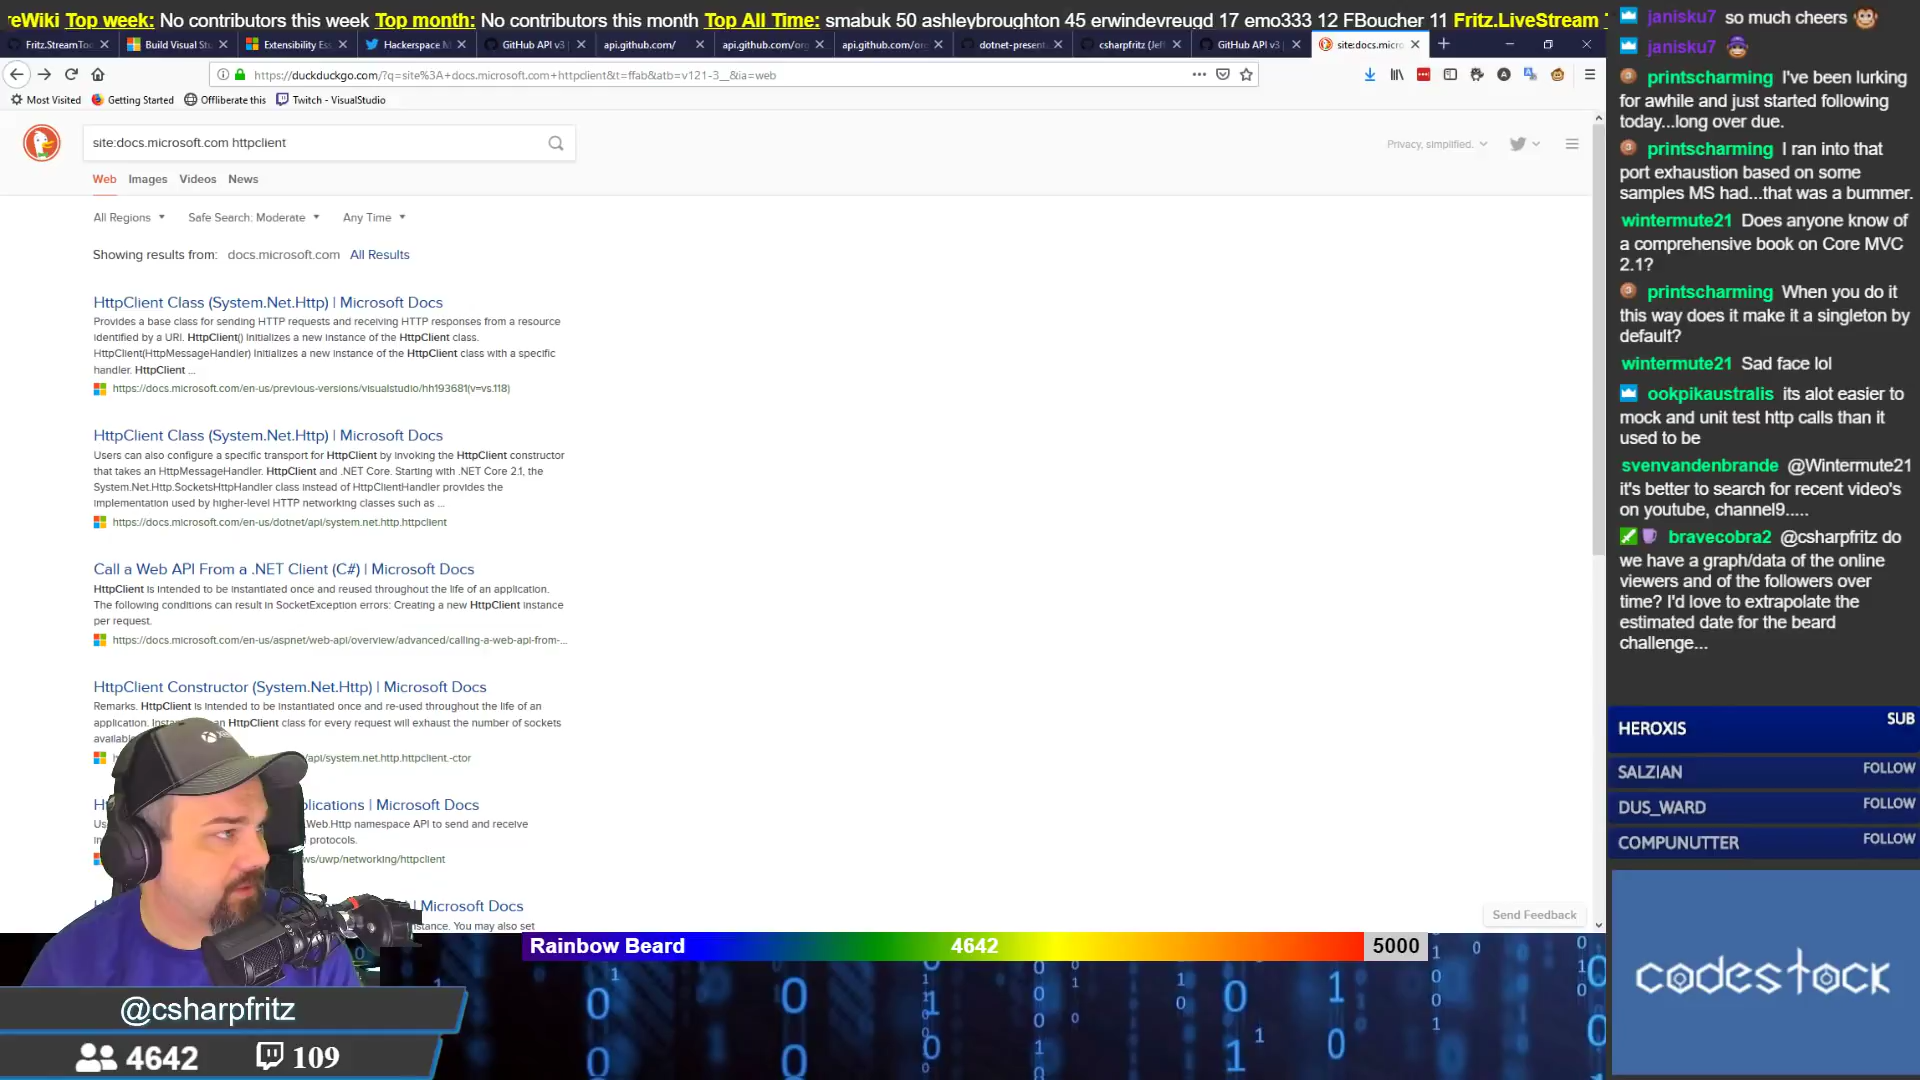 reWiki Top week: No contributors this week Top month: No contributors this month Top All Time: smabuk 50 ashleybroughton 45 erwindevreugd 17 emo333 12 FBoucher 11 Fritz.LiveStream
Fritz.StreamToo
Build Visual Stu
Extensibility Ess
Hackerspace M
GitHub API v3
api.github.com/
api.github.com/org
api.github.com/or
dotnet-present
csharpfritz (Jeff
GitHub API v3
site:docs.micro
https://duckduckgo.com/?q=site%3A+docs.microsoft.com+httpclient&t=ffab&atb=v121-3__&ia=web
Most Visited
Getting Started
Offliberate this
Twitch - VisualStudio
site:docs.microsoft.com httpclient
Privacy, simplified.
Web Images Videos News
All Regions Safe Search: Moderate Any Time
Showing results from: docs.microsoft.com All Results
HttpClient Class (System.Net.Http) | Microsoft Docs
Provides a base class for sending HTTP requests and receiving HTTP responses from a resource
identified by a URI. HttpClient() Initializes a new instance of the HttpClient class.
HttpClient(HttpMessageHandler) Initializes a new instance of the HttpClient class with a specific
handler. HttpClient ...
https://docs.microsoft.com/en-us/previous-versions/visualstudio/hh193681(v=vs.118)
HttpClient Class (System.Net.Http) | Microsoft Docs
Users can also configure a specific transport for HttpClient by invoking the HttpClient constructor
that takes an HttpMessageHandler. HttpClient and .NET Core. Starting with .NET Core 2.1, the
System.Net.Http.SocketsHttpHandler class instead of HttpClientHandler provides the
implementation used by higher-level HTTP networking classes such as ...
https://docs.microsoft.com/en-us/dotnet/api/system.net.http.httpclient
Call a Web API From a .NET Client (C#) | Microsoft Docs
HttpClient is intended to be instantiated once and reused throughout the life of an application.
The following conditions can result in SocketException errors: Creating a new HttpClient instance
per request.
https://docs.microsoft.com/en-us/aspnet/web-api/overview/advanced/calling-a-web-api-from-...
HttpClient Constructor (System.Net.Http) | Microsoft Docs
Remarks. HttpClient is intended to be instantiated once and re-used throughout the life of an
application. Inst an HttpClient class for every request will exhaust the number of sockets
availab
/api/system.net.http.httpclient.-ctor
plications | Microsoft Docs
Us .Web.Http namespace API to send and receive
protocols.
ws/uwp/networking/httpclient
| Microsoft Docs
nstance. You may also set
Send Feedback
janisku7 so much cheers
janisku7
printscharming I've been lurking
for awhile and just started following
today...long over due.
printscharming I ran into that
port exhaustion based on some
samples MS had...that was a bummer.
wintermute21 Does anyone know of
a comprehensive book on Core MVC
2.1?
printscharming When you do it
this way does it make it a singleton by
default?
wintermute21 Sad face lol
ookpikaustralis its alot easier to
mock and unit test http calls than it
used to be
svenvandenbrande @Wintermute21
it's better to search for recent video's
on youtube, channel9.....
bravecobra2 @csharpfritz do
we have a graph/data of the online
viewers and of the followers over
time? I'd love to extrapolate the
estimated date for the beard
challenge...
HEROXIS SUB
SALZIAN FOLLOW
DUS_WARD FOLLOW
COMPUNUTTER FOLLOW
codestock
Rainbow Beard 4642 5000
@csharpfritz
4642 109